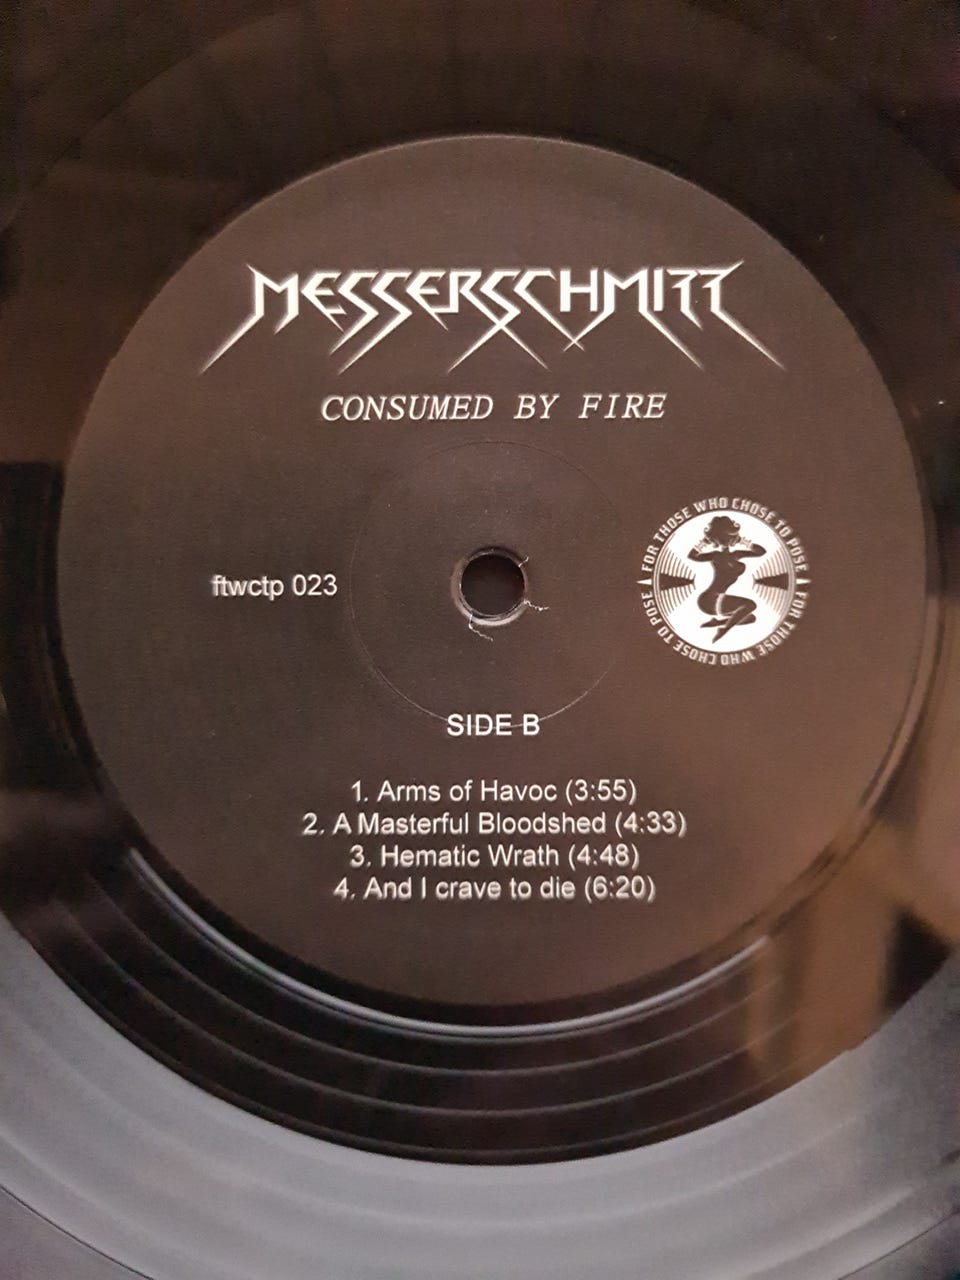 MESSERSCHMITT
CONSUMED BY FIRE
FOR THOSE WHO CHOSE TO POSE FOR THOSE WHO CHOSE TO POSE
ftwctp 023
SIDE B
1. Arms of Havoc (3:55)
2. A Masterful Bloodshed (4:33)
3. Hematic Wrath (4:48)
4. And I crave to die (6:20)